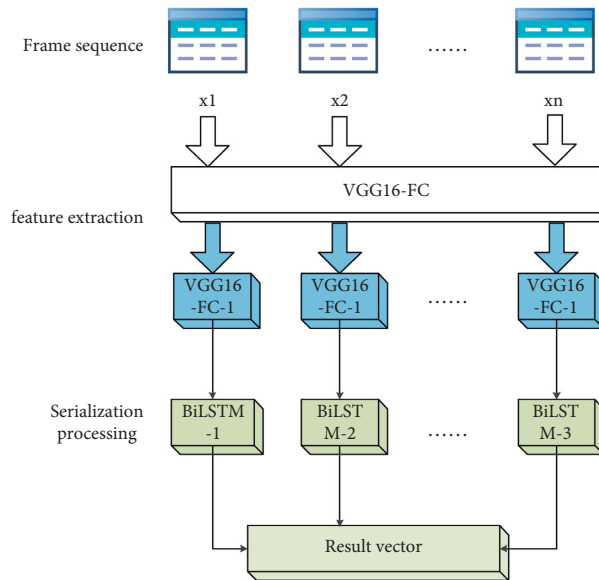 Frame sequence
……
x1
x2
xn
VGG16-FC
feature extraction
VGG16
-FC-1
VGG16
-FC-1
……
VGG16
-FC-1
Serialization
processing
BiLSTM
-1
BiLST
M-2
……
BiLST
M-3
Result vector